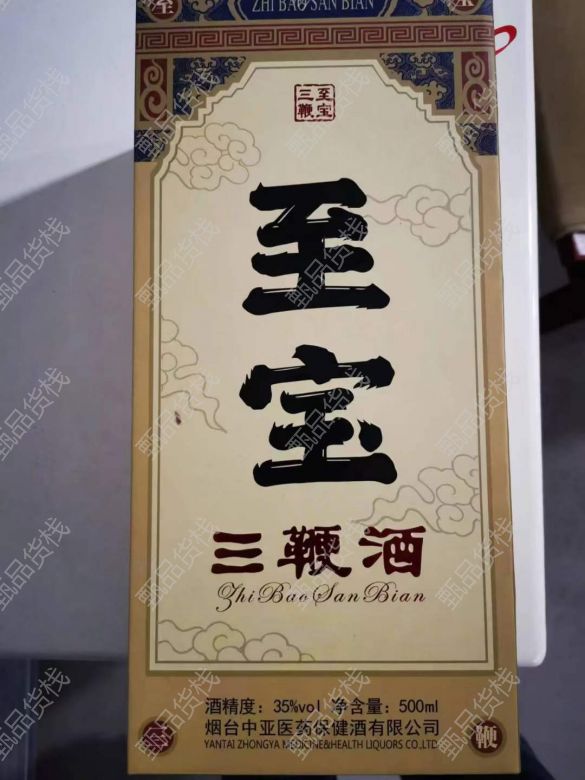 ZHI BAO SAN BIAN
至 宝
三至
鞭宝
至
宝
三鞭酒
Zhi Bao San Bian
酒精度：35%vol 净含量：500ml
烟台中亚医药保健酒有限公司
YANTAI ZHONGYA MEDICINE&HEALTH LIQUORS CO.,LTD
鞭
甄品货栈